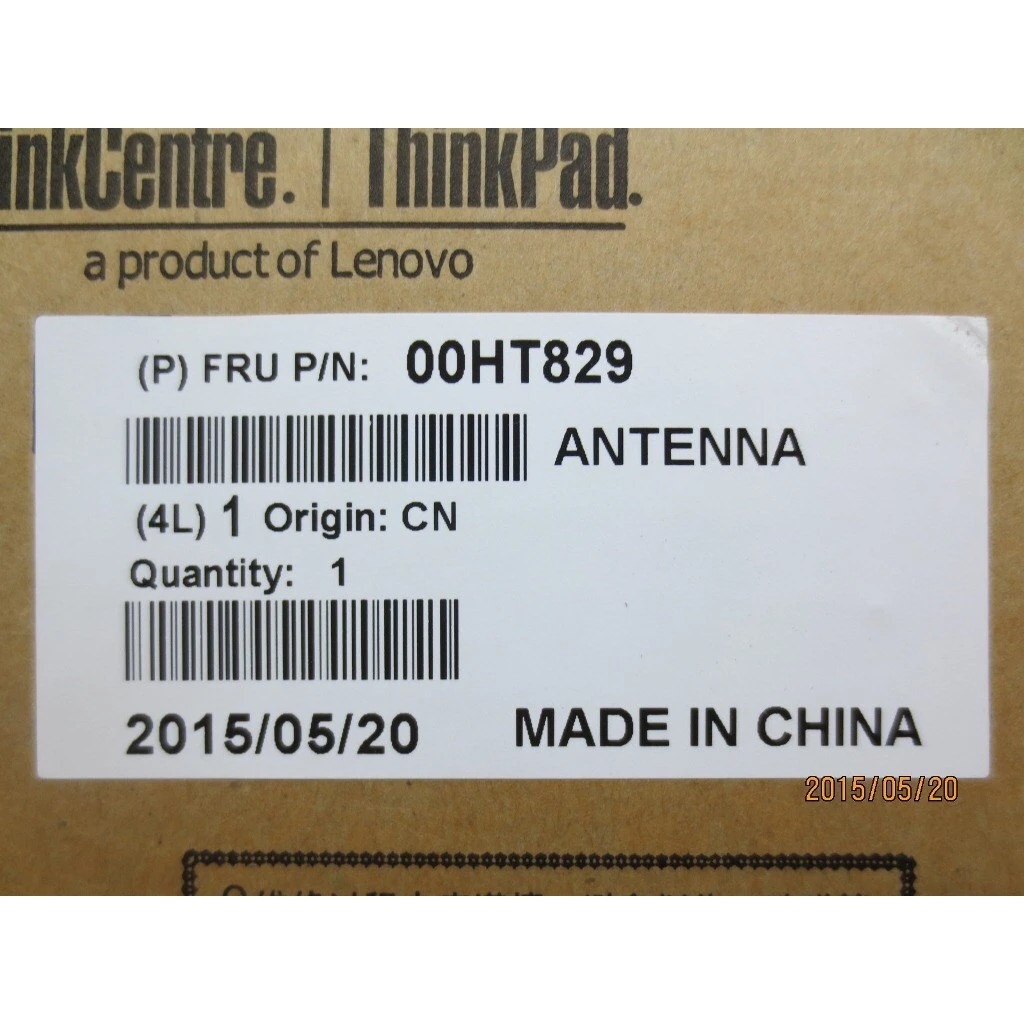 inkCentre. | ThinkPad.
a product of Lenovo
(P) FRU P/N: 00HT829
ANTENNA
(4L) 1 Origin: CN
Quantity: 1
2015/05/20
MADE IN CHINA
2015/05/20